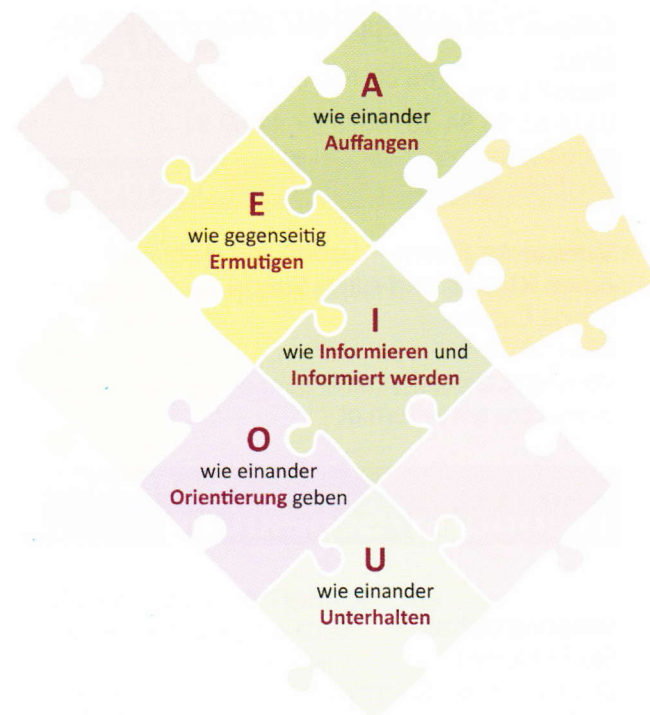 A
wie einander
Auffangen
E
wie gegenseitig
Ermutigen
I
wie Informieren und
Informiert werden
O
wie einander
Orientierung geben
U
wie einander
Unterhalten